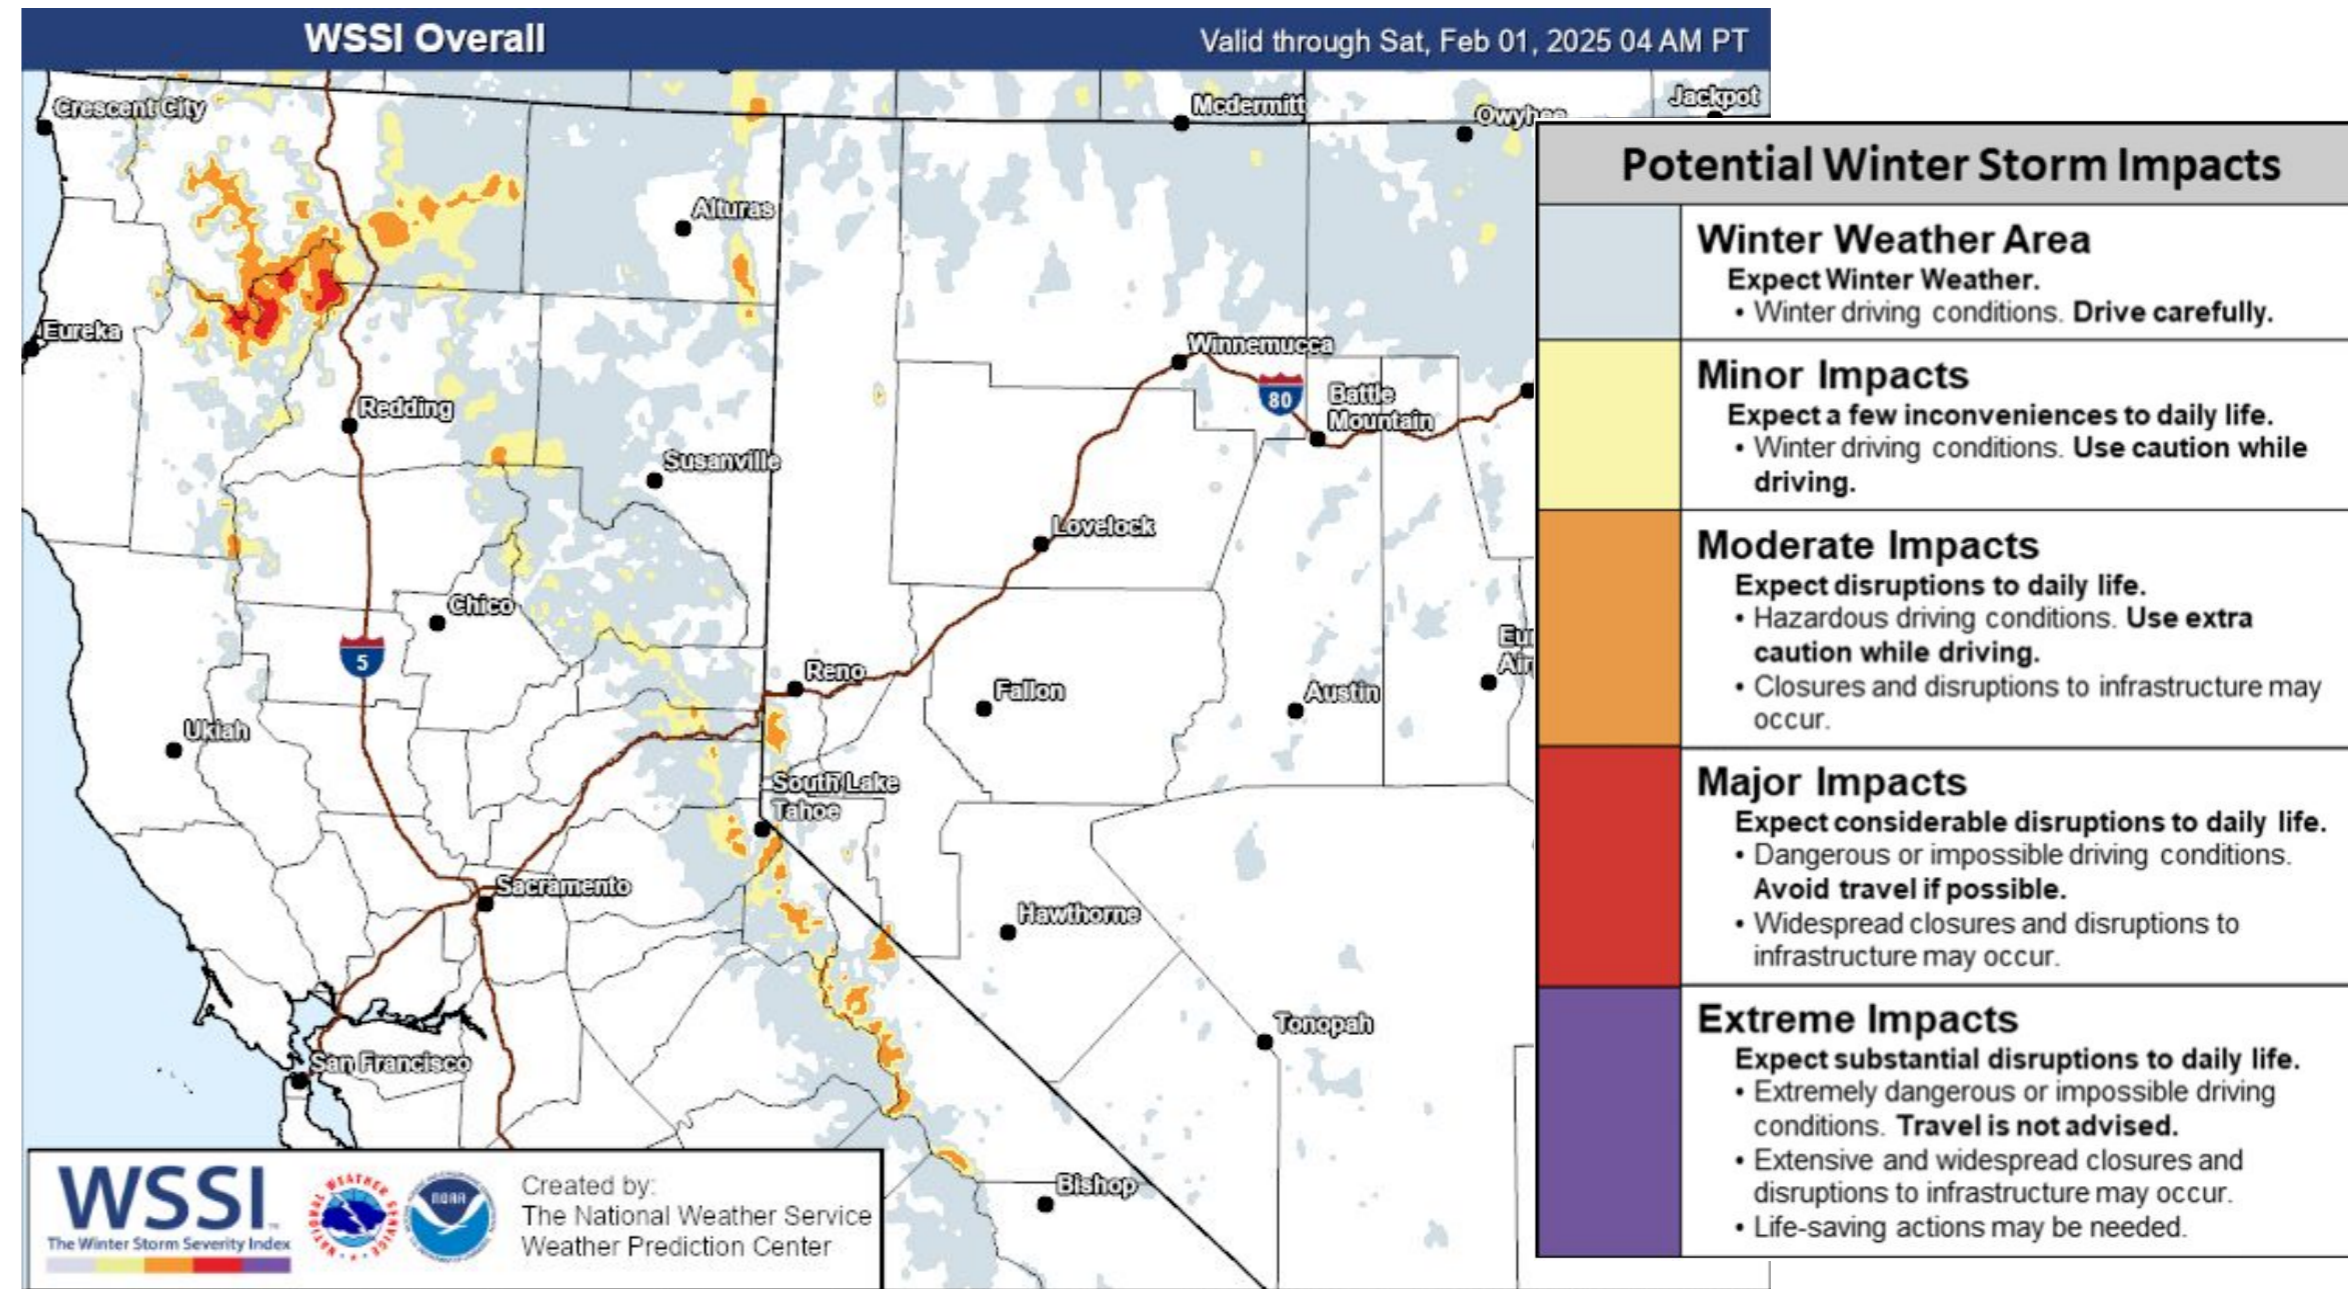 WSSI Overall
Valid through Sat, Feb 01, 2025 04 AM PT
Crescent City
Mcdermitt
Owyhee
Jackpot
Alturas
Eureka
Winnemucca
80
Battle
Mountain
Redding
Susanville
Lovelock
Chico
5
Reno
Fallon
Austin
Ukiah
South Lake
Tahoe
Sacramento
Hawthorne
Tonopah
San Francisco
Bishop
WSSI™
The Winter Storm Severity Index
NATIONAL WEATHER SERVICE
NOAA
Created by:
The National Weather Service
Weather Prediction Center
Potential Winter Storm Impacts
Winter Weather Area
Expect Winter Weather.
• Winter driving conditions. Drive carefully.
Minor Impacts
Expect a few inconveniences to daily life.
• Winter driving conditions. Use caution while
driving.
Moderate Impacts
Expect disruptions to daily life.
• Hazardous driving conditions. Use extra
caution while driving.
• Closures and disruptions to infrastructure may
occur.
Major Impacts
Expect considerable disruptions to daily life.
• Dangerous or impossible driving conditions.
Avoid travel if possible.
• Widespread closures and disruptions to
infrastructure may occur.
Extreme Impacts
Expect substantial disruptions to daily life.
• Extremely dangerous or impossible driving
conditions. Travel is not advised.
• Extensive and widespread closures and
disruptions to infrastructure may occur.
• Life-saving actions may be needed.